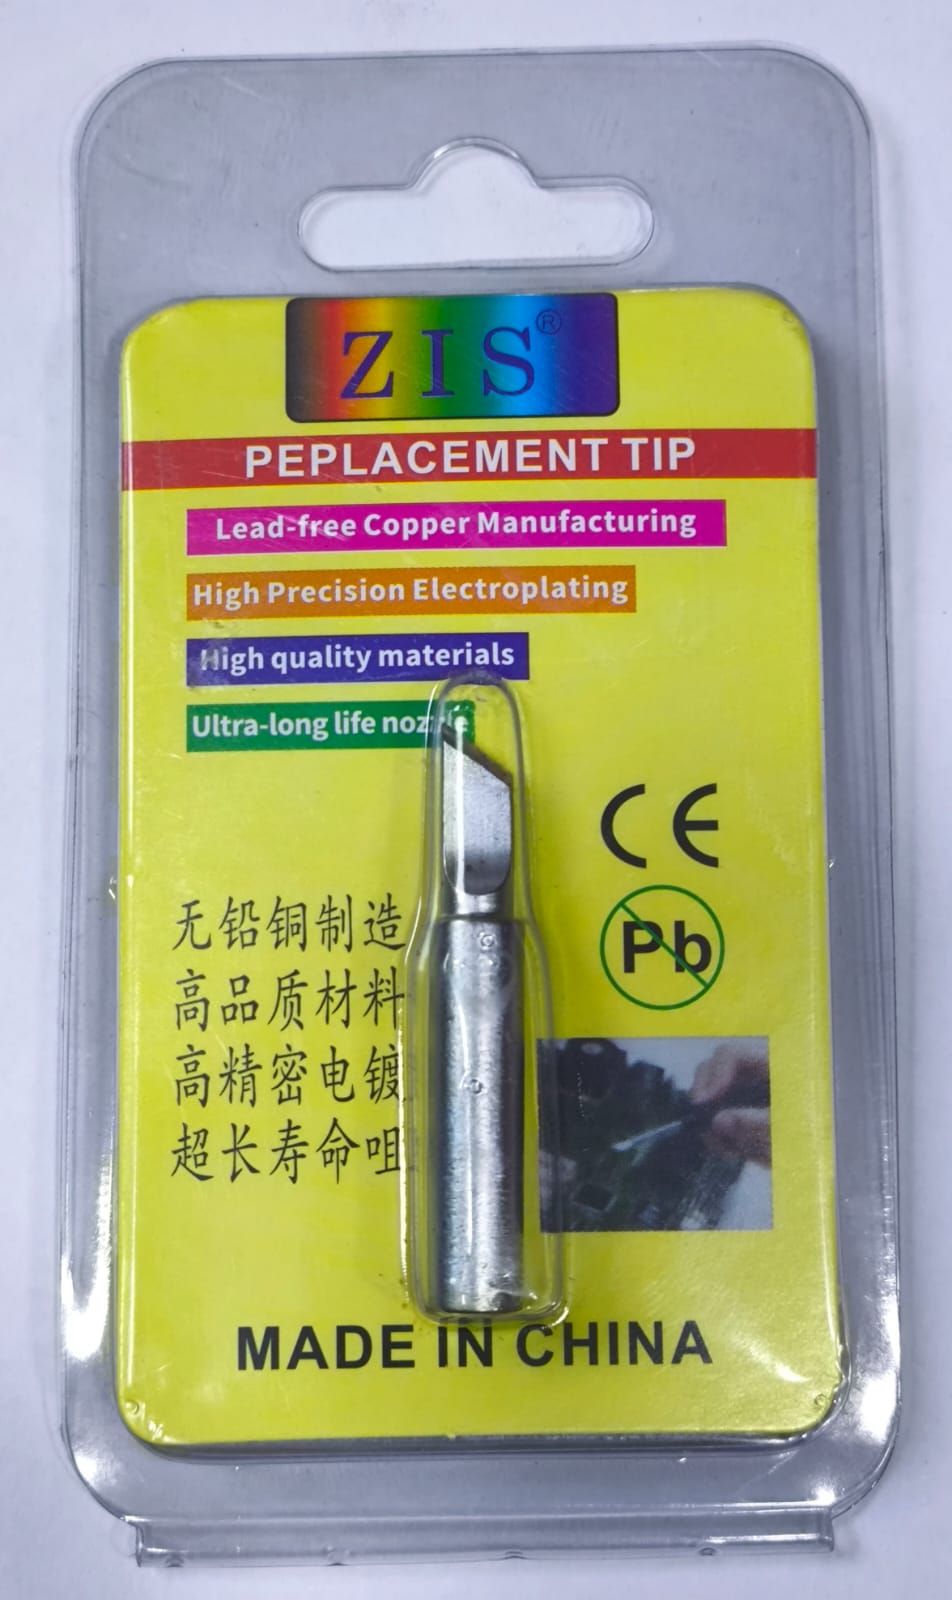 ZIS®
PEPLACEMENT TIP
Lead-free Copper Manufacturing
High Precision Electroplating
High quality materials
Ultra-long life nozzle
CE
Pb
无铅铜制造
高品质材料
高精密电镀
超长寿命咀
MADE IN CHINA